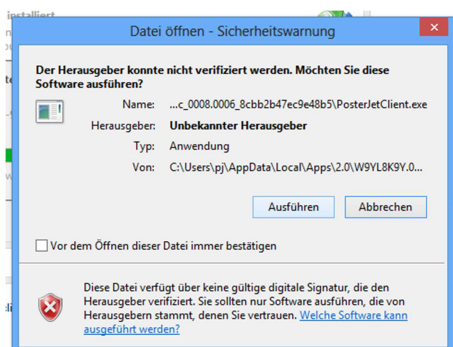 installiert
Datei öffnen - Sicherheitswarnung
Der Herausgeber konnte nicht verifiziert werden. Möchten Sie diese
Software ausführen?
Name: ...c_0008.0006_8cbb2b47ec9e48b5\PosterJetClient.exe
Herausgeber: Unbekannter Herausgeber
Typ: Anwendung
Von: C:\Users\pj\AppData\Local\Apps\2.0\W9YL8K9Y.0...
Ausführen Abbrechen
Vor dem Öffnen dieser Datei immer bestätigen
Diese Datei verfügt über keine gültige digitale Signatur, die den
Herausgeber verifiziert. Sie sollten nur Software ausführen, die von
Herausgebern stammt, denen Sie vertrauen. Welche Software kann
ausgeführt werden?